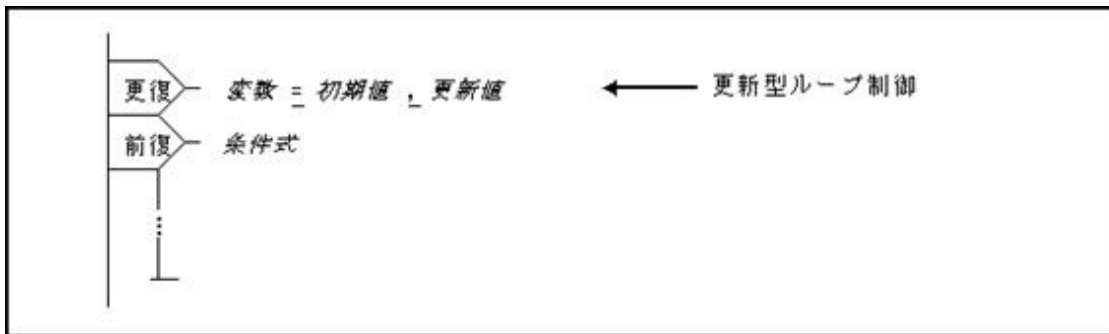 更復 変数 = 初期値 , 更新値 更新型ループ制御
前復 条件式